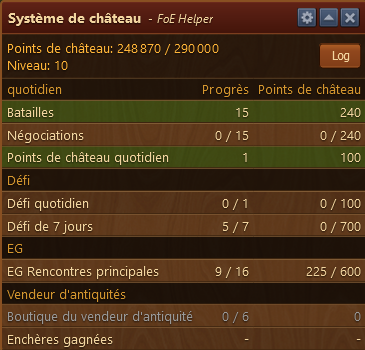 Système de château - FoE Helper
Points de château: 248 870 / 290 000
Niveau: 10
Log
quotidien Progrès Points de château
Batailles 15 240
Négociations 0 / 15 0 / 240
Points de château quotidien 1 100
Défi
Défi quotidien 0 / 1 0 / 100
Défi de 7 jours 5 / 7 0 / 700
EG
EG Rencontres principales 9 / 16 225 / 600
Vendeur d'antiquités
Boutique du vendeur d'antiquité 0 / 6 0
Enchères gagnées - -